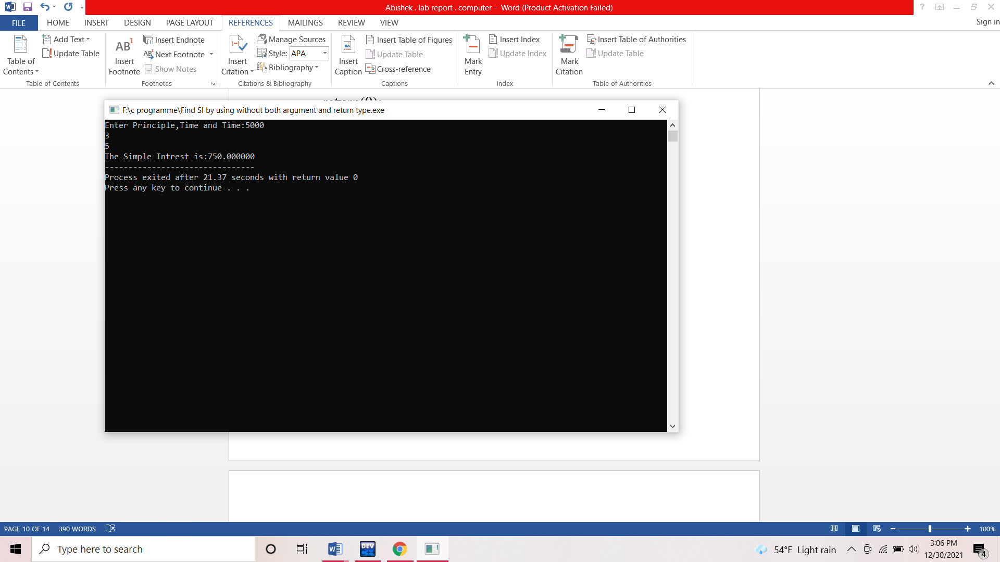 Abishek . lab report . computer - Word (Product Activation Failed)
FILE HOME INSERT DESIGN PAGE LAYOUT REFERENCES MAILINGS REVIEW VIEW
Sign in
Table of
Contents
Add Text
Update Table
Table of Contents
AB1
Insert
Footnote
Insert Endnote
Next Footnote
Show Notes
Footnotes
Insert
Citation
Manage Sources
Style: APA
Bibliography
Citations & Bibliography
Insert
Caption
Insert Table of Figures
Update Table
Cross-reference
Captions
Mark
Entry
Insert Index
Update Index
Index
Mark
Citation
Insert Table of Authorities
Update Table
Table of Authorities
return(0);
F:\c programme\Find SI by using without both argument and return type.exe
Enter Principle,Time and Time:5000
3
5
The Simple Intrest is:750.000000
--------------------------------
Process exited after 21.37 seconds with return value 0
Press any key to continue . . .
PAGE 10 OF 14 390 WORDS
100%
Type here to search
DEV
C++
54°F Light rain
3:06 PM
12/30/2021
4